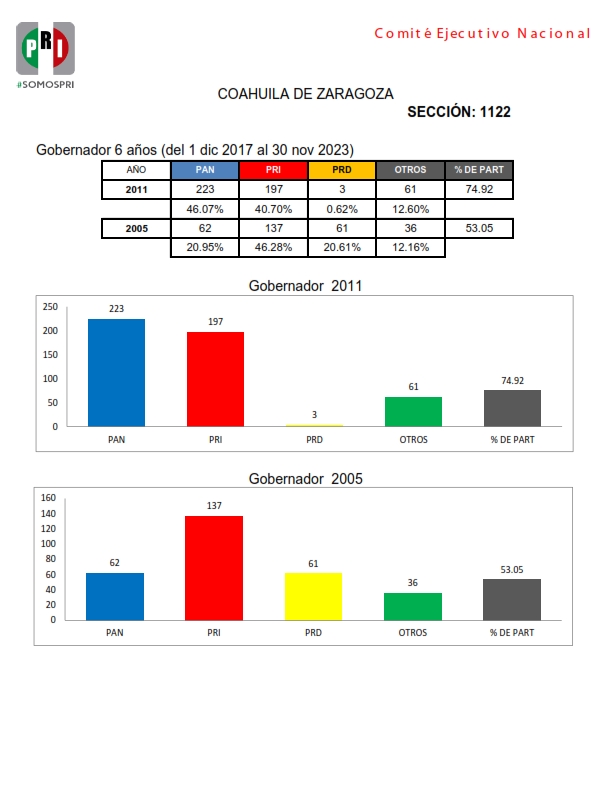 Comité Ejecutivo Nacional
PRI
#SOMOSPRI
COAHUILA DE ZARAGOZA
SECCIÓN: 1122
Gobernador 6 años (del 1 dic 2017 al 30 nov 2023)
AÑO PAN PRI PRD OTROS % DE PART
2011 223 197 3 61 74.92
46.07% 40.70% 0.62% 12.60%
2005 62 137 61 36 53.05
20.95% 46.28% 20.61% 12.16%
Gobernador 2011
250
200
150
100
50
0
223
197
3
61
74.92
PAN PRI PRD OTROS % DE PART
Gobernador 2005
160
140
120
100
80
60
40
20
0
62
137
61
36
53.05
PAN PRI PRD OTROS % DE PART